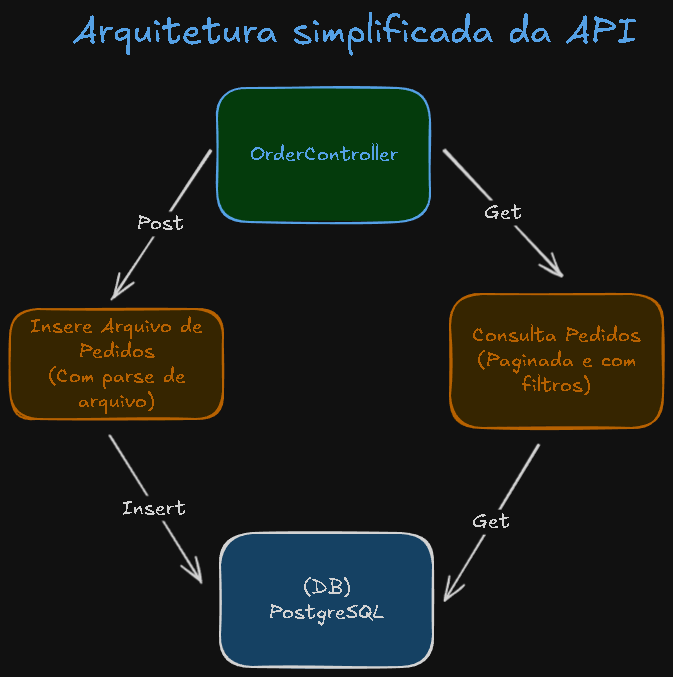 Arquitetura simplificada da API
OrderController
Post
Get
Insere Arquivo de
Pedidos
(Com parse de
arquivo)
Consulta Pedidos
(Paginada e com
filtros)
Insert
Get
(DB)
PostgreSQL